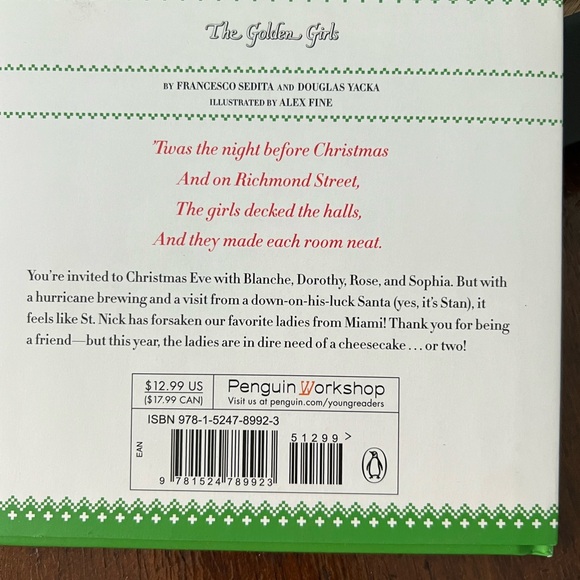 The Golden Girls
BY FRANCESCO SEDITA AND DOUGLAS YACKA
ILLUSTRATED BY ALEX FINE
'Twas the night before Christmas
And on Richmond Street,
The girls decked the halls,
And they made each room neat.
You're invited to Christmas Eve with Blanche, Dorothy, Rose, and Sophia. But with
a hurricane brewing and a visit from a down-on-his-luck Santa (yes, it's Stan), it
feels like St. Nick has forsaken our favorite ladies from Miami! Thank you for being
a friend—but this year, the ladies are in dire need of a cheesecake . . . or two!
$12.99 US
($17.99 CAN)
Penguin Workshop
Visit us at penguin.com/youngreaders
ISBN 978-1-5247-8992-3
51299 >
EAN
9 781524 789923